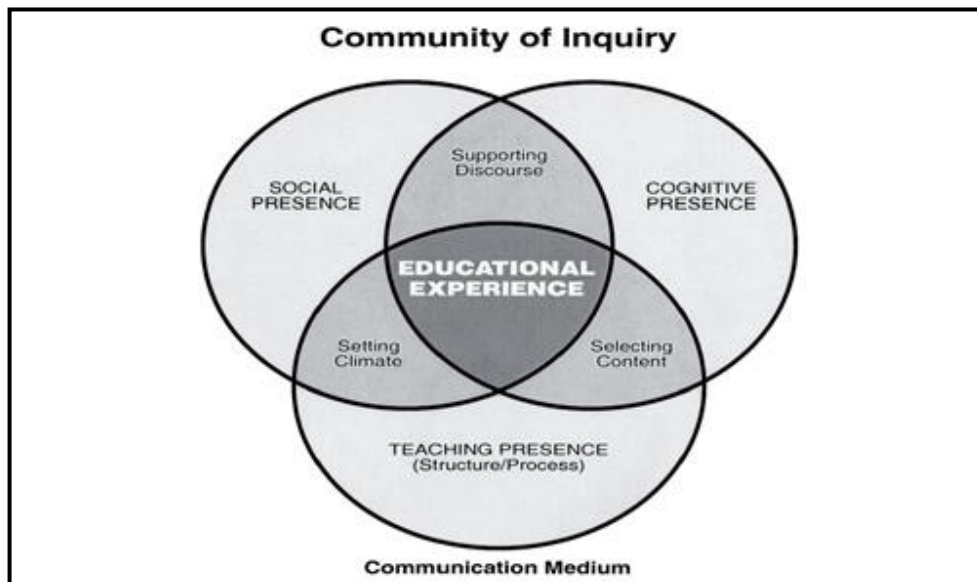 Community of Inquiry
Supporting
Discourse
SOCIAL
PRESENCE
COGNITIVE
PRESENCE
EDUCATIONAL
EXPERIENCE
Setting
Climate
Selecting
Content
TEACHING PRESENCE
(Structure/Process)
Communication Medium